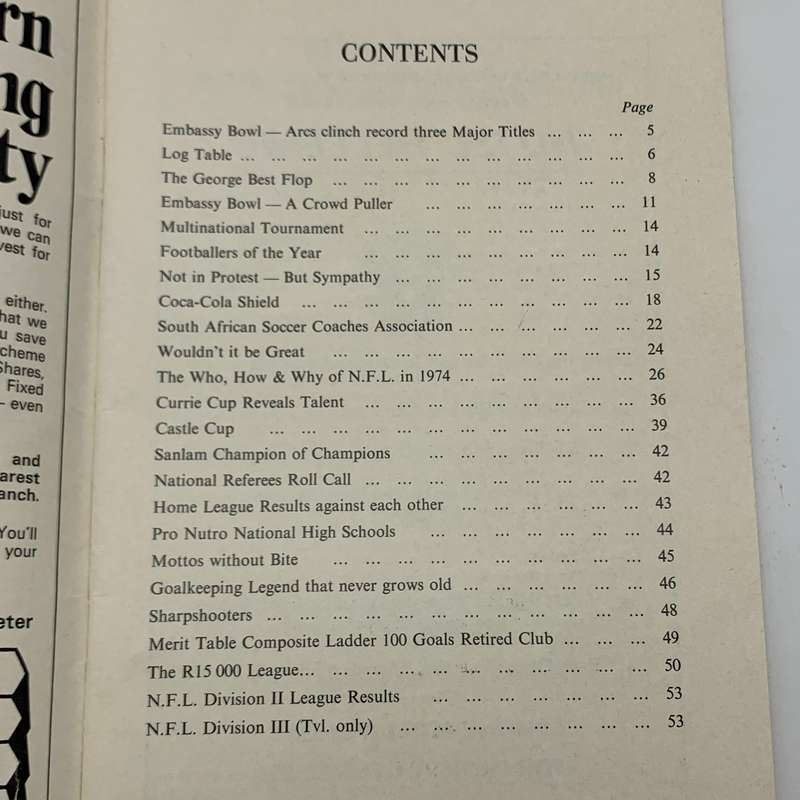 rn
ng
ty
just for
we can
vest for
either.
hat we
u save
cheme
Shares,
Fixed
- even
and
arest
anch.
You'll
your
eter
CONTENTS
Page
Embassy Bowl — Arcs clinch record three Major Titles ... ... ... 5
Log Table ... ... ... ... ... ... ... ... ... ... ... ... ... 6
The George Best Flop ... ... ... ... ... ... ... ... ... ... 8
Embassy Bowl — A Crowd Puller ... ... ... ... ... ... ... 11
Multinational Tournament ... ... ... ... ... ... ... ... ... 14
Footballers of the Year ... ... ... ... ... ... ... ... ... 14
Not in Protest — But Sympathy ... ... ... ... ... ... ... ... 15
Coca-Cola Shield ... ... ... ... ... ... ... ... ... ... ... 18
South African Soccer Coaches Association ... ... ... ... ... ... 22
Wouldn't it be Great ... ... ... ... ... ... ... ... ... ... 24
The Who, How & Why of N.F.L. in 1974 ... ... ... ... ... ... 26
Currie Cup Reveals Talent ... ... ... ... ... ... ... ... ... 36
Castle Cup ... ... ... ... ... ... ... ... ... ... ... ... 39
Sanlam Champion of Champions ... ... ... ... ... ... ... 42
National Referees Roll Call ... ... ... ... ... ... ... ... ... 42
Home League Results against each other ... ... ... ... ... ... 43
Pro Nutro National High Schools ... ... ... ... ... ... ... 44
Mottos without Bite ... ... ... ... ... ... ... ... ... ... 45
Goalkeeping Legend that never grows old ... ... ... ... ... ... 46
Sharpshooters ... ... ... ... ... ... ... ... ... ... ... ... 48
Merit Table Composite Ladder 100 Goals Retired Club ... ... ... 49
The R15 000 League... ... ... ... ... ... ... ... ... ... ... 50
N.F.L. Division II League Results ... ... ... ... ... ... ... 53
N.F.L. Division III (Tvl. only) ... ... ... ... ... ... ... ... 53